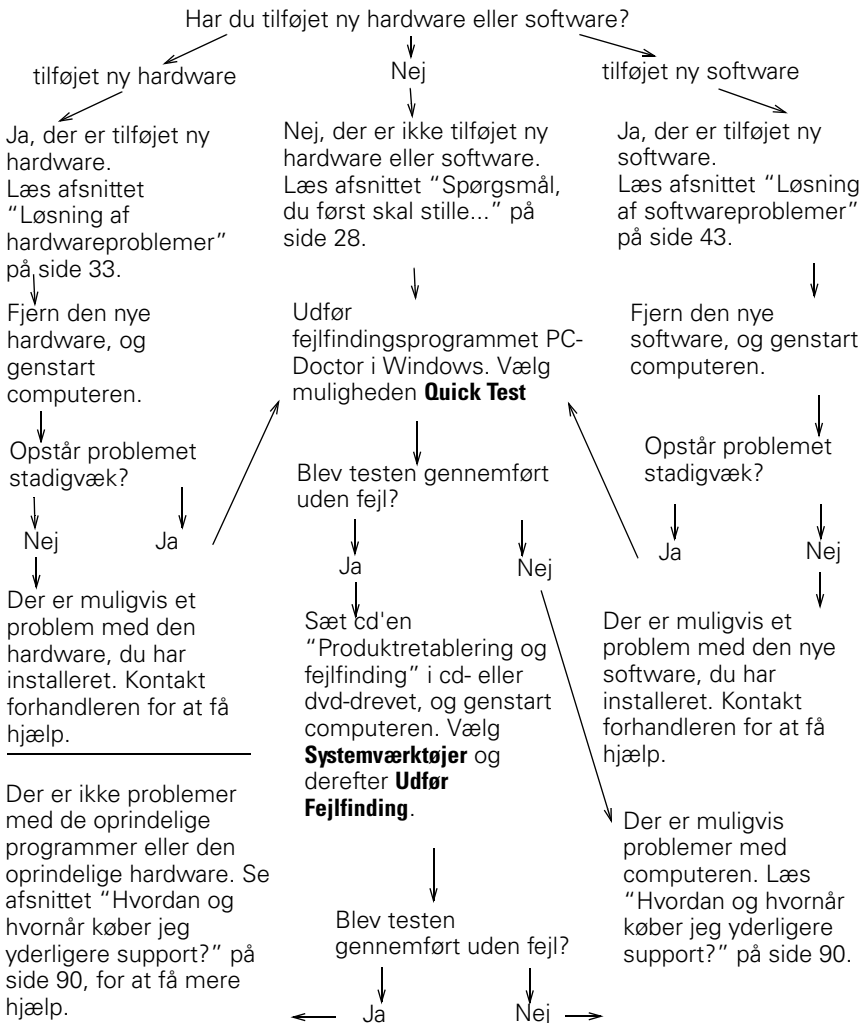 Har du tilføjet ny hardware eller software?
tilføjet ny hardware
Nej
tilføjet ny software
Ja, der er tilføjet ny
hardware.
Læs afsnittet
“Løsning af
hardwareproblemer”
på side 33.
Nej, der er ikke tilføjet ny
hardware eller software.
Læs afsnittet “Spørgsmål,
du først skal stille...” på
side 28.
Ja, der er tilføjet ny
software.
Læs afsnittet “Løsning
af softwareproblemer”
på side 43.
Fjern den nye
hardware, og
genstart
computeren.
Udfør
fejlfindingsprogrammet PC-
Doctor i Windows. Vælg
muligheden Quick Test
Fjern den nye
software, og genstart
computeren.
Opstår problemet
stadigvæk?
Blev testen gennemført
uden fejl?
Opstår problemet
stadigvæk?
Nej
Ja
Ja
Nej
Ja
Nej
Der er muligvis et
problem med den
hardware, du har
installeret. Kontakt
forhandleren for at få
hjælp.
Sæt cd'en
“Produktretablering og
fejlfinding” i cd- eller
dvd-drevet, og genstart
computeren. Vælg
Systemværktøjer og
derefter Udfør
Fejlfinding.
Der er muligvis et
problem med den nye
software, du har
installeret. Kontakt
forhandleren for at få
hjælp.
Der er ikke problemer
med de oprindelige
programmer eller den
oprindelige hardware. Se
afsnittet “Hvordan og
hvornår køber jeg
yderligere support?” på
side 90, for at få mere
hjælp.
Der er muligvis
problemer med
computeren. Læs
“Hvordan og hvornår
køber jeg yderligere
support?” på side 90.
Blev testen
gennemført uden fejl?
Ja
Nej